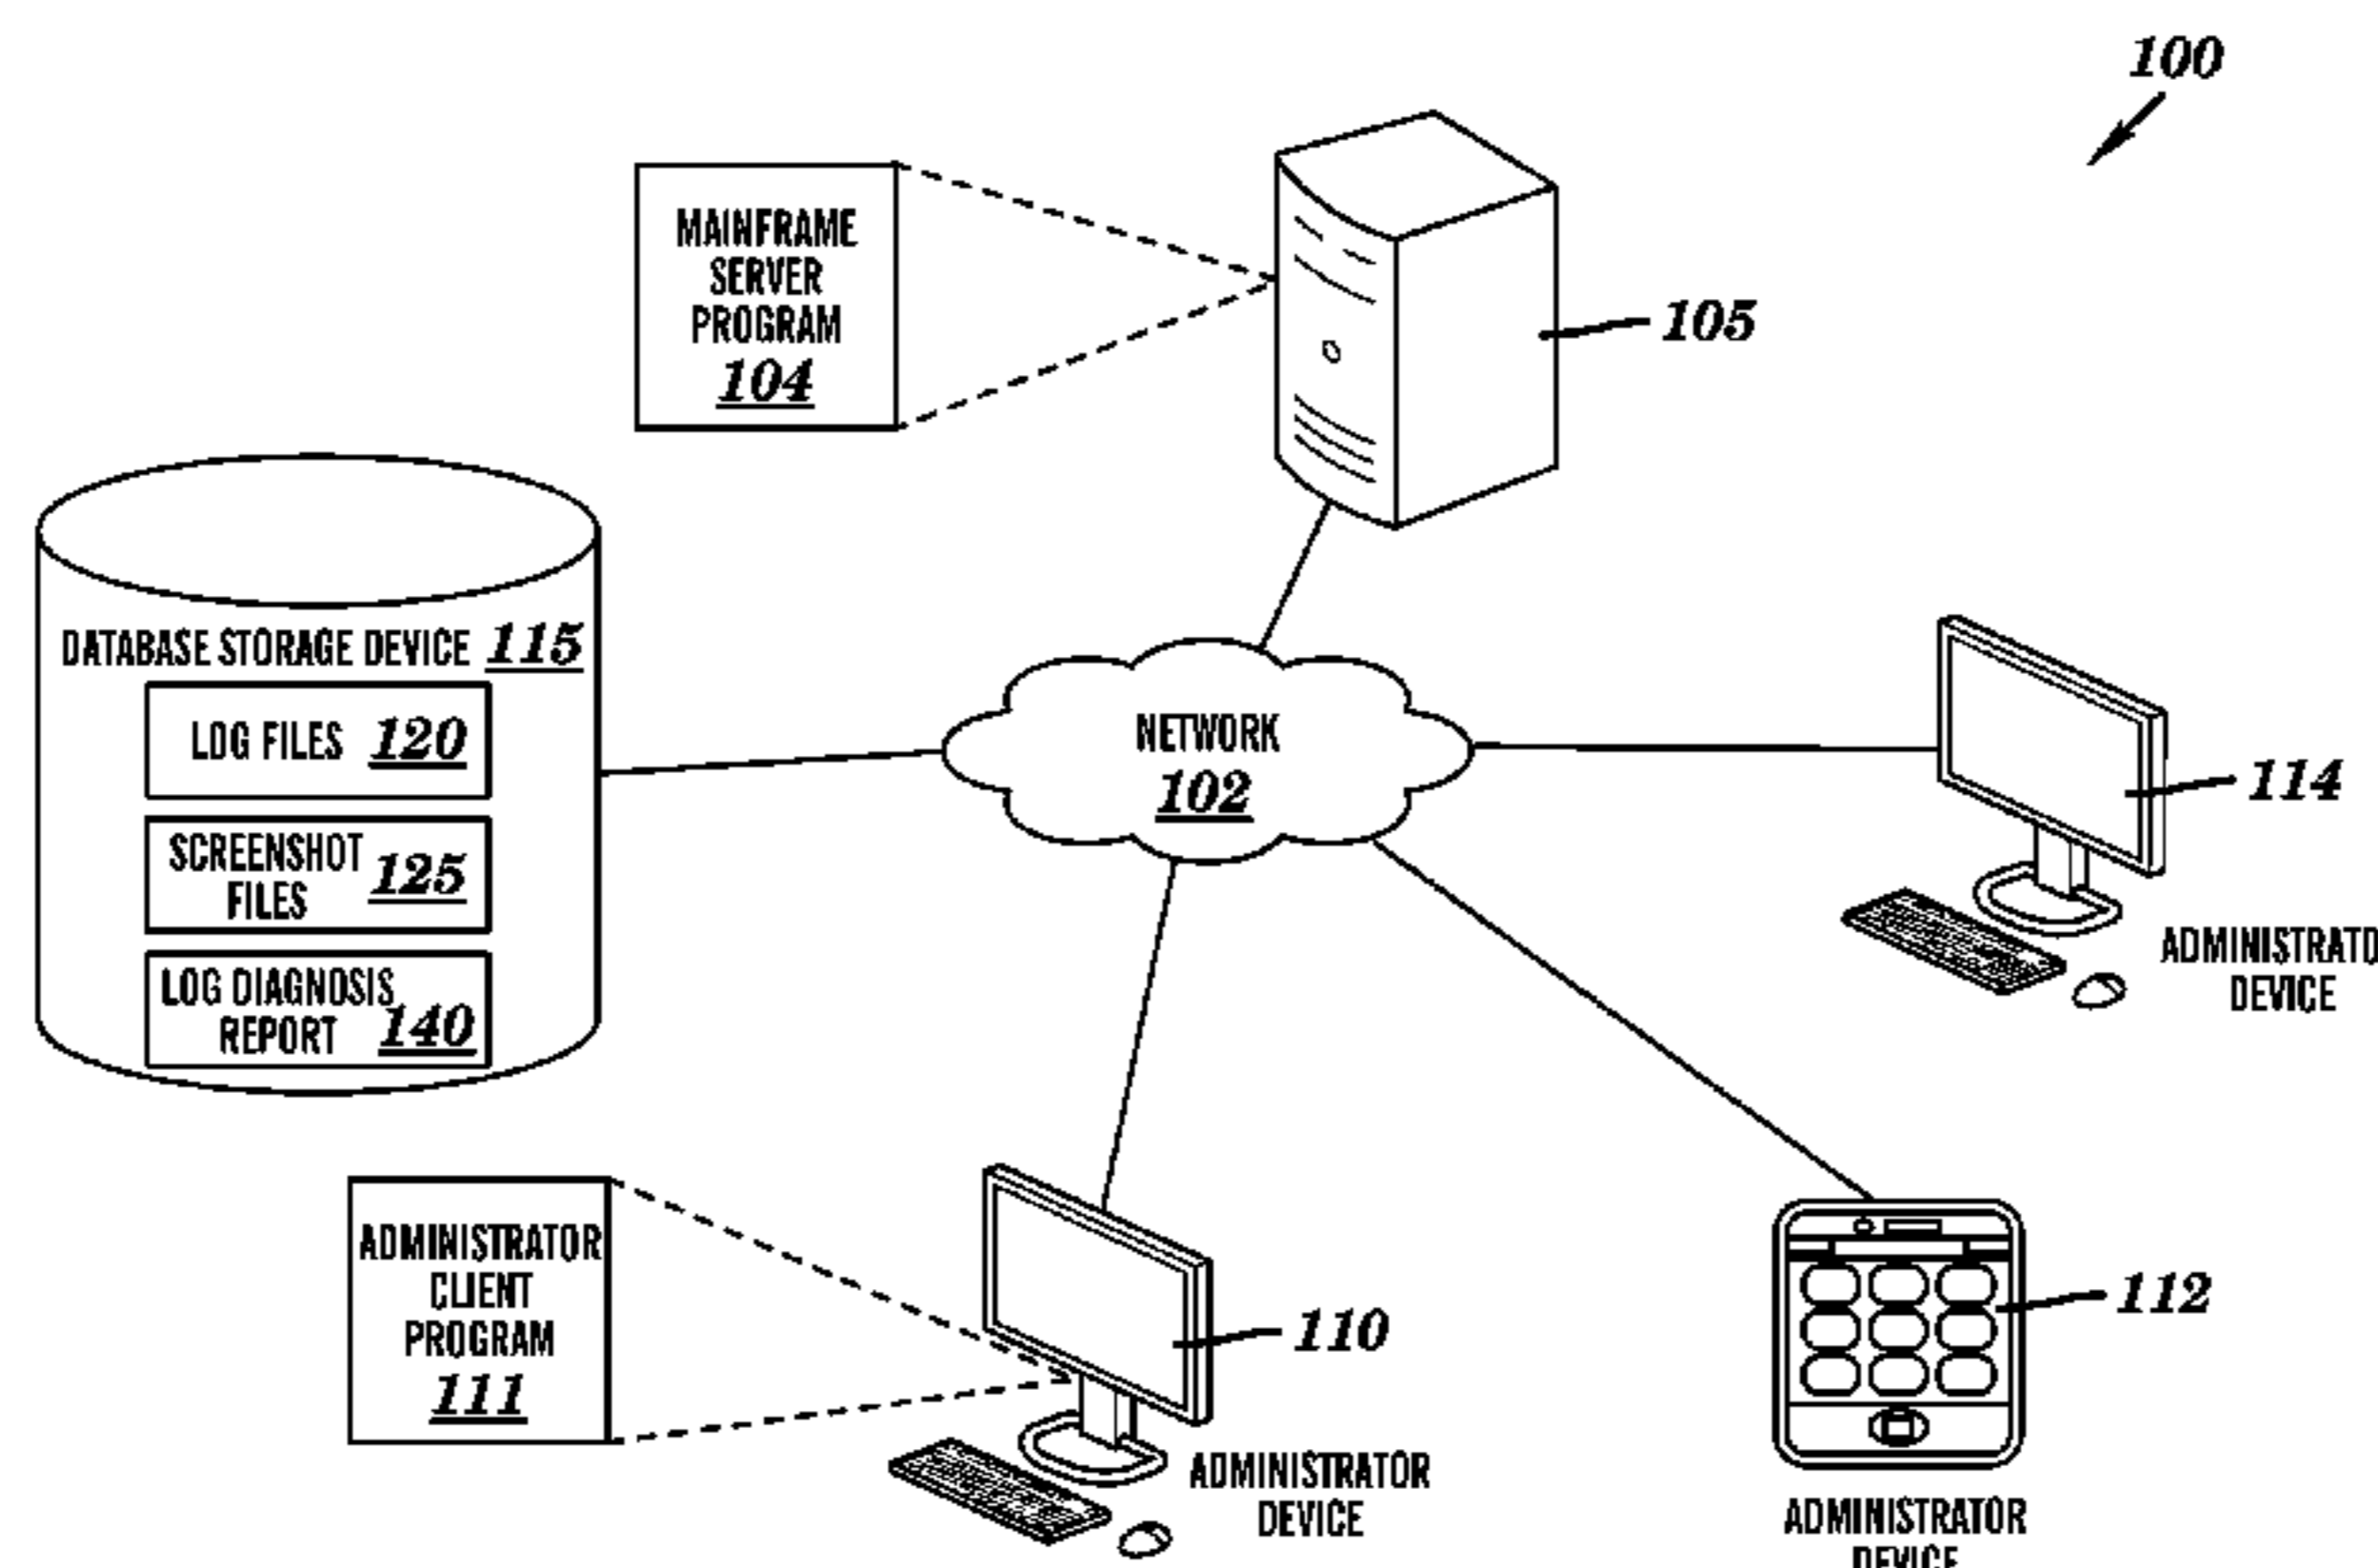 100
MAINFRAME
SERVER
PROGRAM
104
105
DATABASE STORAGE DEVICE 115
LOG FILES 120
SCREENSHOT
FILES 125
LOG DIAGNOSIS
REPORT 140
NETWORK
102
114
ADMINISTRATO
DEVICE
ADMINISTRATOR
CLIENT
PROGRAM
111
110
ADMINISTRATOR
DEVICE
112
ADMINISTRATOR
DEVICE